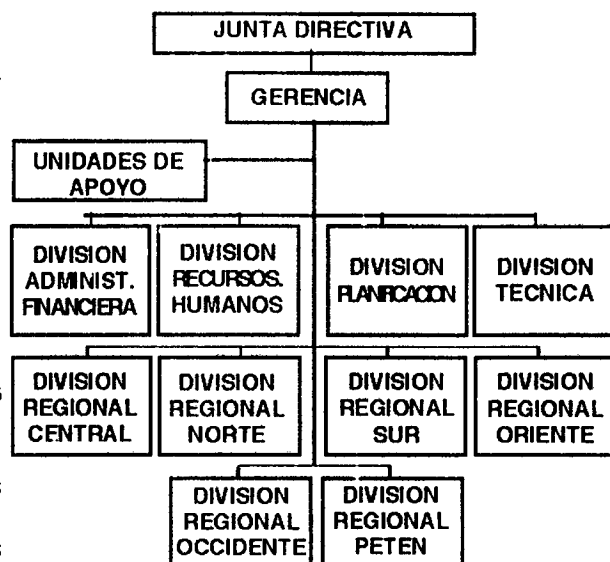 JUNTA DIRECTIVA
GERENCIA
UNIDADES DE
APOYO
DIVISION
ADMINIST.
FINANCIERA
DIVISION
RECURSOS.
HUMANOS
DIVISION
PLANIFICACION
DIVISION
TECNICA
DIVISION
REGIONAL
CENTRAL
DIVISION
REGIONAL
NORTE
DIVISION
REGIONAL
SUR
DIVISION
REGIONAL
ORIENTE
DIVISION
REGIONAL
OCCIDENTE
DIVISION
REGIONAL
PETEN